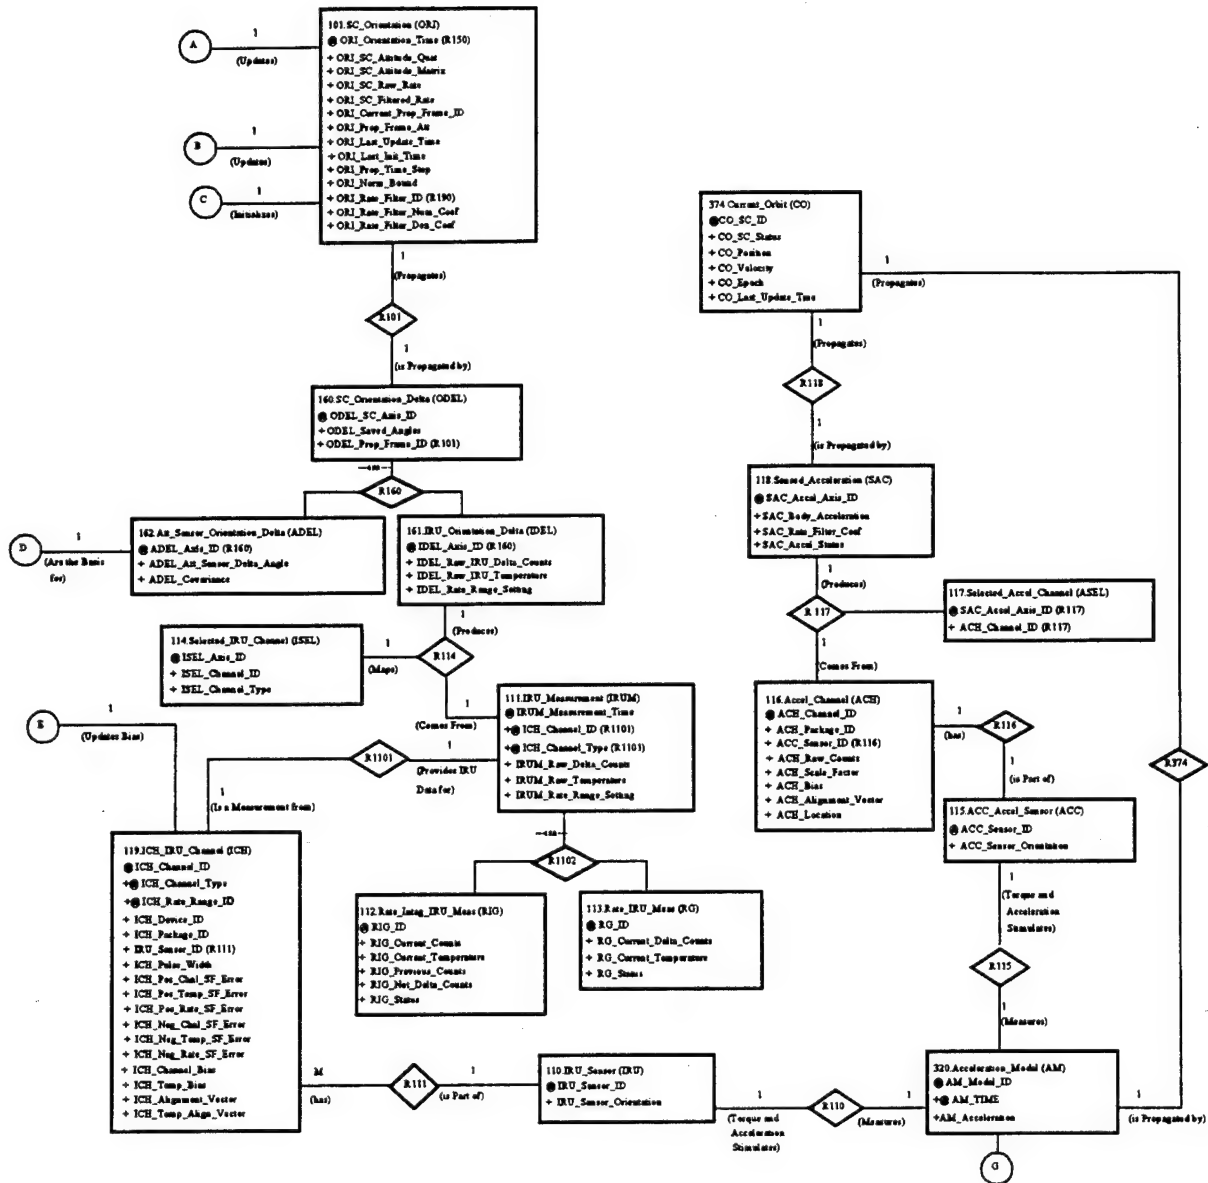 A
1
(Updates)
B
1
(Updates)
C
1
(Initializes)
101.SC_Orientation (ORI)
ORI_Orientation_Time (R150)
+ ORI_SC_Attitude_Quat
+ ORI_SC_Attitude_Matrix
+ ORI_SC_Raw_Rate
+ ORI_SC_Filtered_Rate
+ ORI_Current_Prop_Frame_ID
+ ORI_Prop_Frame_Att
+ ORI_Last_Update_Time
+ ORI_Last_Init_Time
+ ORI_Prop_Time_Step
+ ORI_Norm_Bound
+ ORI_Rate_Filter_ID (R190)
+ ORI_Rate_Filter_Num_Coef
+ ORI_Rate_Filter_Den_Coef
1
(Propagates)
R101
1
(is Propagated by)
160.SC_Orientation_Delta (ODEL)
ODEL_SC_Axis_ID
+ ODEL_Saved_Angles
+ ODEL_Prop_Frame_ID (R101)
R160
D
1
(Are the Basis
for)
162.Att_Sensor_Orientation_Delta (ADEL)
ADEL_Axis_ID (R160)
+ ADEL_Att_Sensor_Delta_Angle
+ ADEL_Covariance
161.IRU_Orientation_Delta (IDEL)
IDEL_Axis_ID (R160)
+ IDEL_Raw_IRU_Delta_Counts
+ IDEL_Raw_IRU_Temperature
+ IDEL_Rate_Range_Setting
1
(Produces)
R114
114.Selected_IRU_Channel (ISEL)
ISEL_Axis_ID
+ ISEL_Channel_ID
+ ISEL_Channel_Type
1
(Maps)
1
(Comes From)
111.IRU_Measurement (IRUM)
IRUM_Measurement_Time
+ ICH_Channel_ID (R1101)
+ ICH_Channel_Type (R1101)
+ IRUM_Raw_Delta_Counts
+ IRUM_Raw_Temperature
+ IRUM_Rate_Range_Setting
E
1
(Updates Bias)
R1101
1
(Provides IRU
Data for)
1
(Is a Measurement from)
R1102
119.ICH_IRU_Channel (ICH)
ICH_Channel_ID
+ ICH_Channel_Type
+ ICH_Rate_Range_ID
+ ICH_Device_ID
+ ICH_Package_ID
+ IRU_Sensor_ID (R111)
+ ICH_Pulse_Width
+ ICH_Pos_Chnl_SF_Error
+ ICH_Pos_Temp_SF_Error
+ ICH_Pos_Rate_SF_Error
+ ICH_Neg_Chnl_SF_Error
+ ICH_Neg_Temp_SF_Error
+ ICH_Neg_Rate_SF_Error
+ ICH_Channel_Bias
+ ICH_Temp_Bias
+ ICH_Alignment_Vector
+ ICH_Temp_Align_Vector
112.Rate_Integ_IRU_Meas (RIG)
RIG_ID
+ RIG_Current_Counts
+ RIG_Current_Temperature
+ RIG_Previous_Counts
+ RIG_Net_Delta_Counts
+ RIG_Status
113.Rate_IRU_Meas (RG)
RG_ID
+ RG_Current_Delta_Counts
+ RG_Current_Temperature
+ RG_Status
M
(has)
R111
1
(is Part of)
110.IRU_Sensor (IRU)
IRU_Sensor_ID
+ IRU_Sensor_Orientation
1
(Torque and
Acceleration
Stimulates)
R110
1
(Measures)
374.Current_Orbit (CO)
CO_SC_ID
+ CO_SC_Status
+ CO_Position
+ CO_Velocity
+ CO_Epoch
+ CO_Last_Update_Time
1
(Propagates)
1
(Propagates)
R118
1
(is Propagated by)
118.Sensed_Acceleration (SAC)
SAC_Accel_Axis_ID
+ SAC_Body_Acceleration
+ SAC_Rate_Filter_Coef
+ SAC_Accel_Status
1
(Produces)
R117
117.Selected_Accel_Channel (ASEL)
SAC_Accel_Axis_ID (R117)
+ ACH_Channel_ID (R117)
1
(Comes From)
116.Accel_Channel (ACH)
ACH_Channel_ID
+ ACH_Package_ID
+ ACC_Sensor_ID (R116)
+ ACH_Raw_Counts
+ ACH_Scale_Factor
+ ACH_Bias
+ ACH_Alignment_Vector
+ ACH_Location
1
(has)
R116
1
(is Part of)
R374
115.ACC_Accel_Sensor (ACC)
ACC_Sensor_ID
+ ACC_Sensor_Orientation
1
(Torque and
Acceleration
Stimulates)
R115
1
(Measures)
320.Acceleration_Model (AM)
AM_Model_ID
+ AM_TIME
+AM_Acceleration
1
(is Propagated by)
G